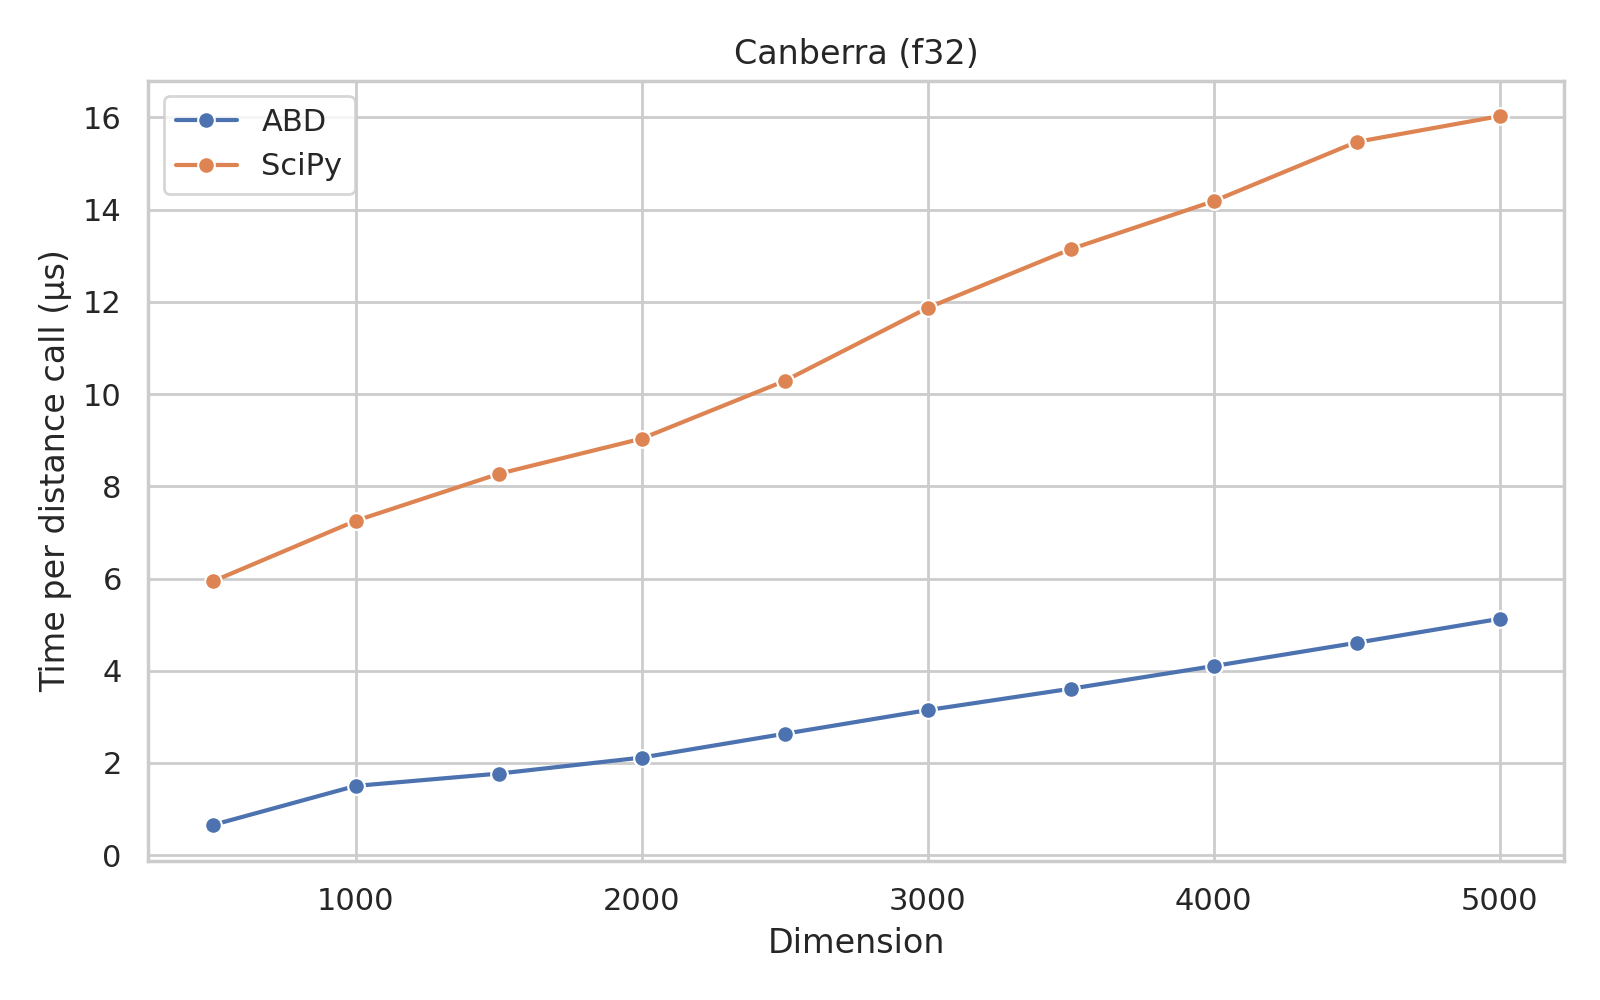 Canberra (f32)
ABD
SciPy
Time per distance call (µs)
16
14
12
10
8
6
4
2
0
1000 2000 3000 4000 5000
Dimension